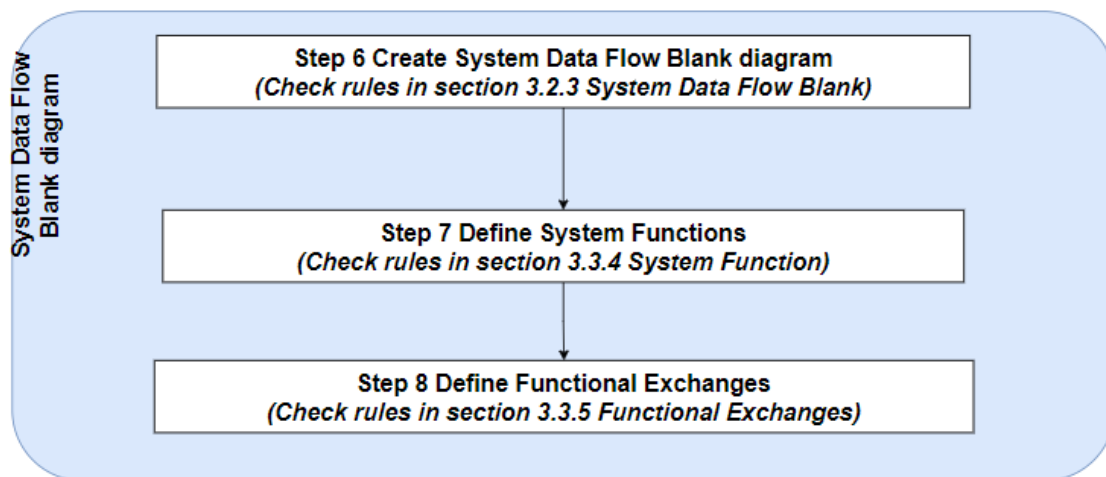 System Data Flow
Blank diagram
Step 6 Create System Data Flow Blank diagram
(Check rules in section 3.2.3 System Data Flow Blank)
Step 7 Define System Functions
(Check rules in section 3.3.4 System Function)
Step 8 Define Functional Exchanges
(Check rules in section 3.3.5 Functional Exchanges)